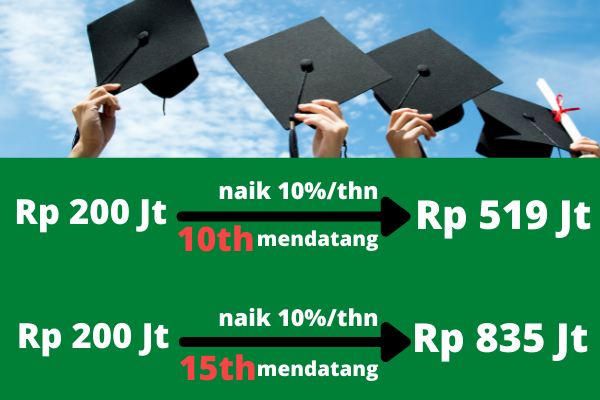 naik 10%/thn
Rp 200 Jt
Rp 519 Jt
10th mendatang
naik 10%/thn
Rp 200 Jt
Rp 835 Jt
15th mendatang